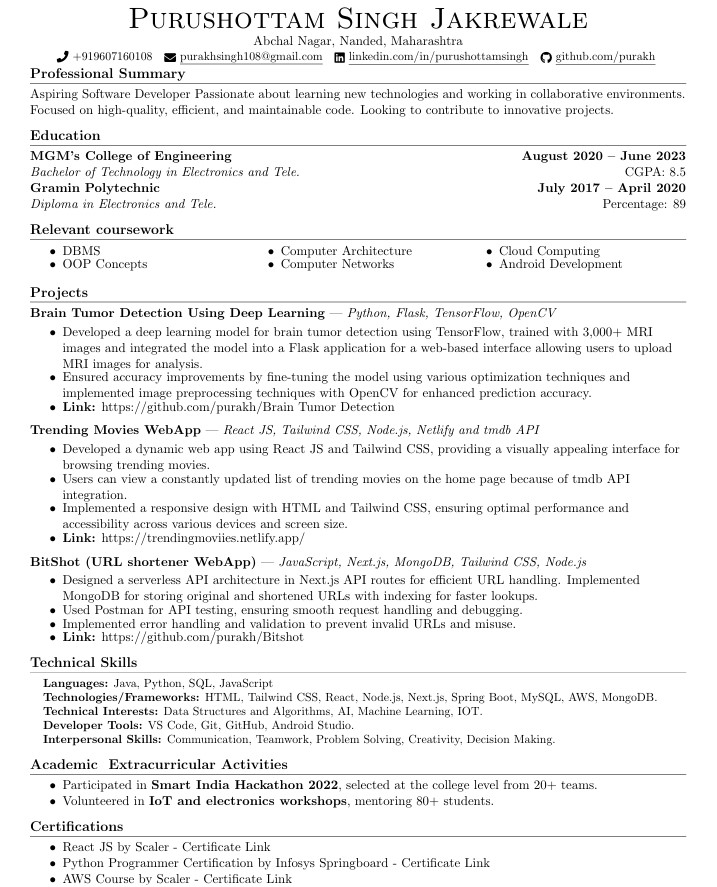 Purushottam Singh Jakrewale
Abchal Nagar, Nanded, Maharashtra
+919607160108 purakhsingh108@gmail.com linkedin.com/in/purushottamsingh github.com/purakh
Professional Summary
Aspiring Software Developer Passionate about learning new technologies and working in collaborative environments.
Focused on high-quality, efficient, and maintainable code. Looking to contribute to innovative projects.
Education
MGM's College of Engineering August 2020 – June 2023
Bachelor of Technology in Electronics and Tele. CGPA: 8.5
Gramin Polytechnic July 2017 – April 2020
Diploma in Electronics and Tele. Percentage: 89
Relevant coursework
• DBMS • Computer Architecture • Cloud Computing
• OOP Concepts • Computer Networks • Android Development
Projects
Brain Tumor Detection Using Deep Learning — Python, Flask, TensorFlow, OpenCV
• Developed a deep learning model for brain tumor detection using TensorFlow, trained with 3,000+ MRI
images and integrated the model into a Flask application for a web-based interface allowing users to upload
MRI images for analysis.
• Ensured accuracy improvements by fine-tuning the model using various optimization techniques and
implemented image preprocessing techniques with OpenCV for enhanced prediction accuracy.
• Link: https://github.com/purakh/Brain Tumor Detection
Trending Movies WebApp — React JS, Tailwind CSS, Node.js, Netlify and tmdb API
• Developed a dynamic web app using React JS and Tailwind CSS, providing a visually appealing interface for
browsing trending movies.
• Users can view a constantly updated list of trending movies on the home page because of tmdb API
integration.
• Implemented a responsive design with HTML and Tailwind CSS, ensuring optimal performance and
accessibility across various devices and screen size.
• Link: https://trendingmoviies.netlify.app/
BitShot (URL shortener WebApp) — JavaScript, Next.js, MongoDB, Tailwind CSS, Node.js
• Designed a serverless API architecture in Next.js API routes for efficient URL handling. Implemented
MongoDB for storing original and shortened URLs with indexing for faster lookups.
• Used Postman for API testing, ensuring smooth request handling and debugging.
• Implemented error handling and validation to prevent invalid URLs and misuse.
• Link: https://github.com/purakh/Bitshot
Technical Skills
Languages: Java, Python, SQL, JavaScript
Technologies/Frameworks: HTML, Tailwind CSS, React, Node.js, Next.js, Spring Boot, MySQL, AWS, MongoDB.
Technical Interests: Data Structures and Algorithms, AI, Machine Learning, IOT.
Developer Tools: VS Code, Git, GitHub, Android Studio.
Interpersonal Skills: Communication, Teamwork, Problem Solving, Creativity, Decision Making.
Academic Extracurricular Activities
• Participated in Smart India Hackathon 2022, selected at the college level from 20+ teams.
• Volunteered in IoT and electronics workshops, mentoring 80+ students.
Certifications
• React JS by Scaler - Certificate Link
• Python Programmer Certification by Infosys Springboard - Certificate Link
• AWS Course by Scaler - Certificate Link